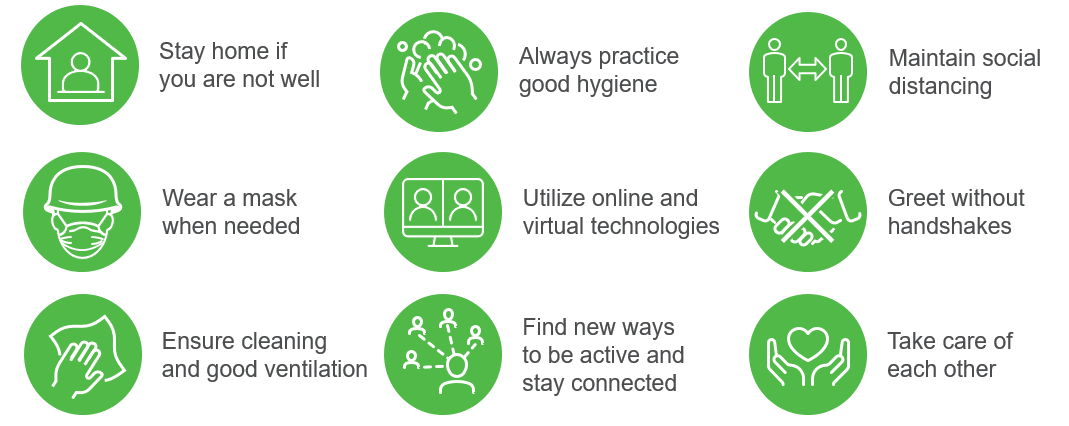 Stay home if
you are not well
Always practice
good hygiene
Maintain social
distancing
Wear a mask
when needed
Utilize online and
virtual technologies
Greet without
handshakes
Ensure cleaning
and good ventilation
Find new ways
to be active and
stay connected
Take care of
each other